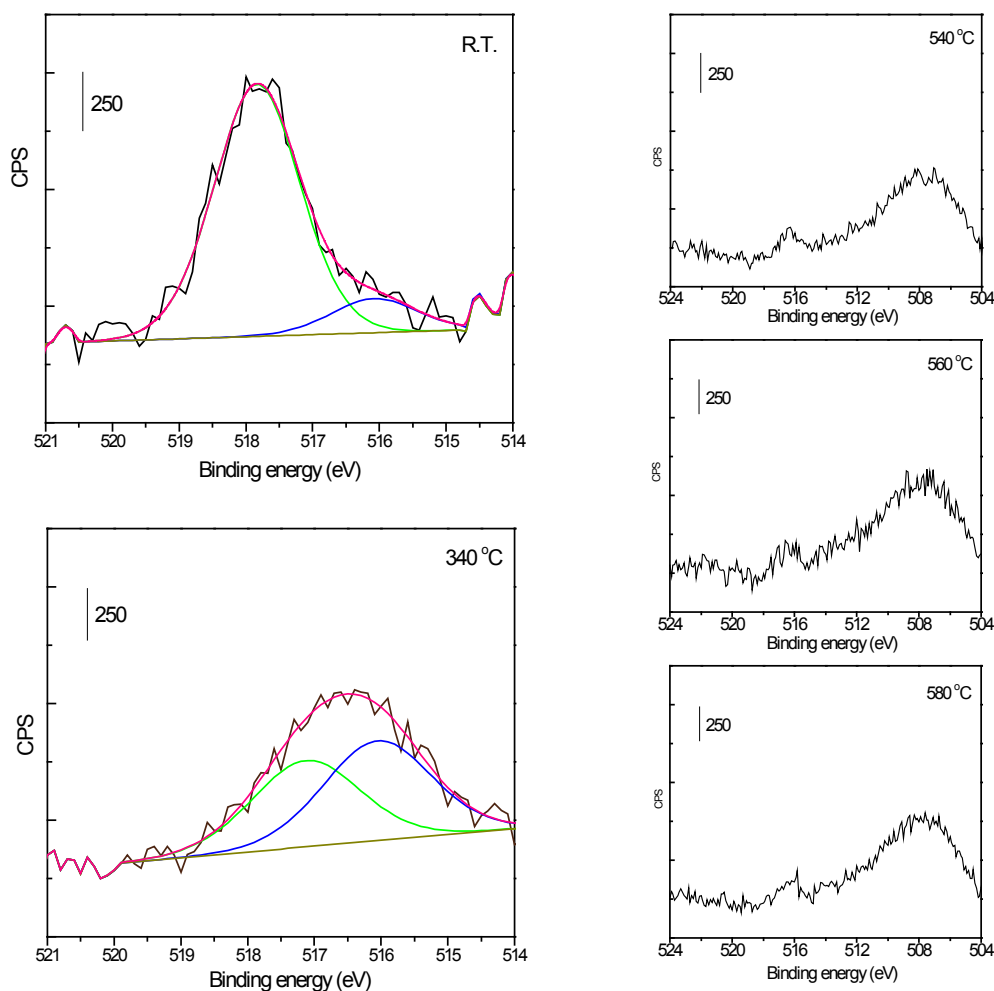 R.T.
250
CPS
521 520 519 518 517 516 515 514
Binding energy (eV)
340 °C
250
CPS
521 520 519 518 517 516 515 514
Binding energy (eV)
540 °C
250
CPS
524 520 516 512 508 504
Binding energy (eV)
560 °C
250
CPS
524 520 516 512 508 504
Binding energy (eV)
580 °C
250
CPS
524 520 516 512 508 504
Binding energy (eV)